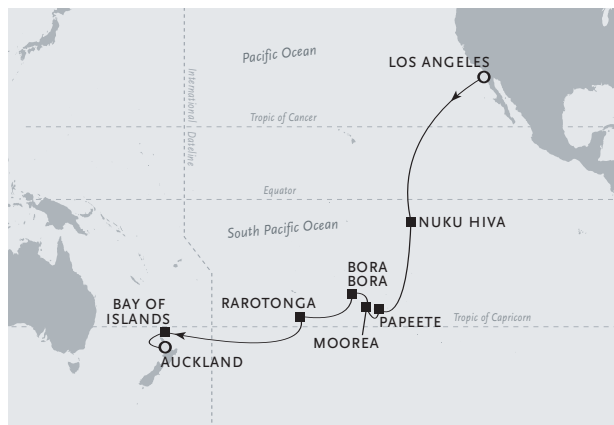 Pacific Ocean
LOS ANGELES
International Dateline
Tropic of Cancer
Equator
South Pacific Ocean
NUKU HIVA
BORA
BORA
BAY OF
ISLANDS
RAROTONGA
PAPEETE
Tropic of Capricorn
MOOREA
AUCKLAND